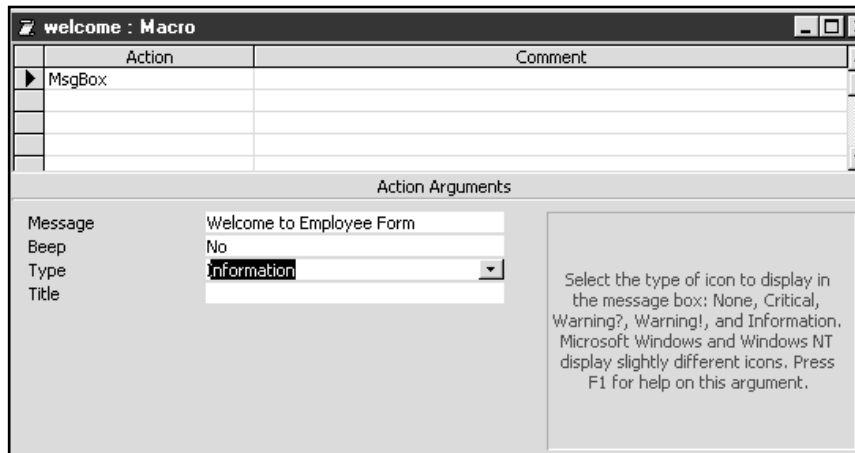 welcome : Macro
Action Comment
MsgBox
Action Arguments
Message Welcome to Employee Form
Beep No
Type Information
Title
Select the type of icon to display in
the message box: None, Critical,
Warning?, Warning!, and Information.
Microsoft Windows and Windows NT
display slightly different icons. Press
F1 for help on this argument.